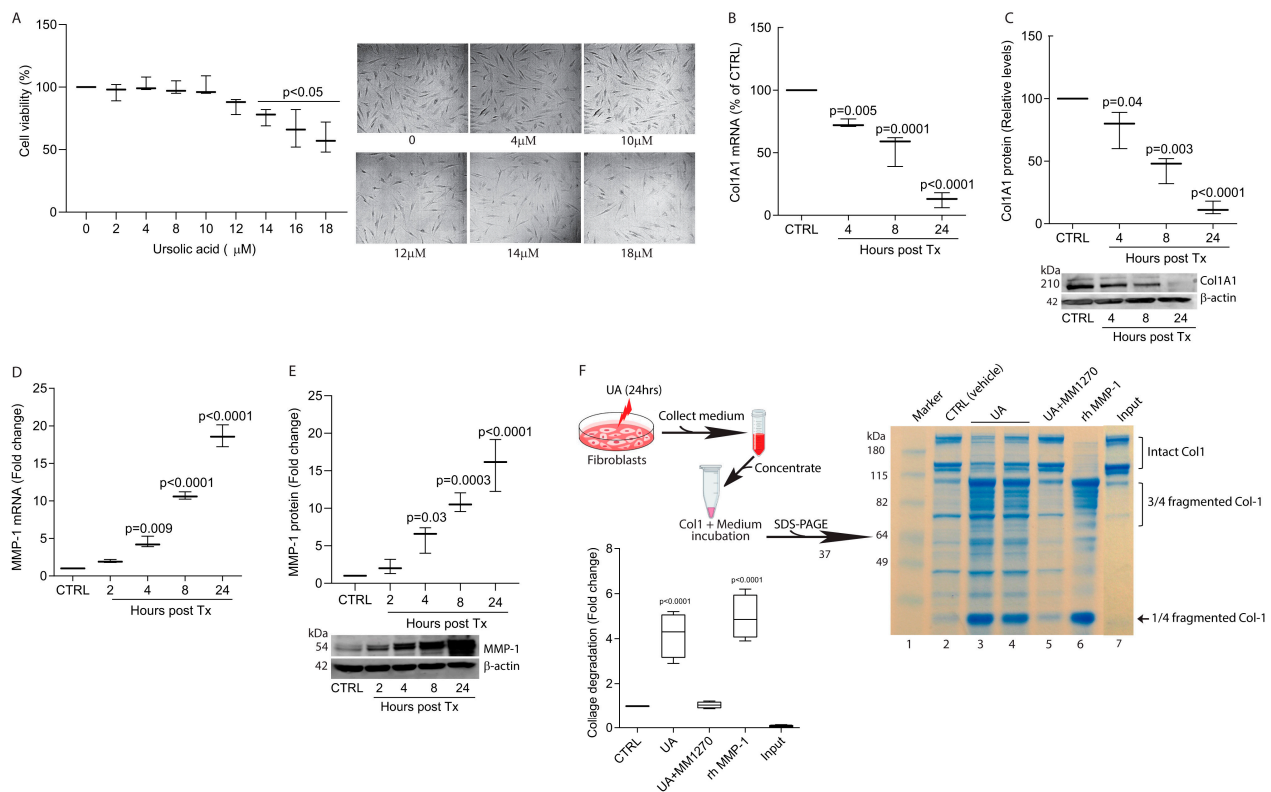 A
150
100
50
0
Cell viability (%)
p<0.05
0 2 4 8 10 12 14 16 18
Ursolic acid ( μM)
0 4μM 10μM
12μM 14μM 18μM
B
150
100
50
0
Col1A1 mRNA (% of CTRL)
p=0.005
p=0.0001
p<0.0001
CTRL 4 8 24
Hours post Tx
C
150
100
50
0
Col1A1 protein (Relative levels)
p=0.04
p=0.003
p<0.0001
CTRL 4 8 24
Hours post Tx
kDa
210 Col1A1
42 β-actin
CTRL 4 8 24
Hours post Tx
D
25
20
15
10
5
0
MMP-1 mRNA (Fold change)
p=0.009
p<0.0001
p<0.0001
CTRL 2 4 8 24
Hours post Tx
E
25
20
15
10
5
0
MMP-1 protein (Fold change)
p=0.03
p=0.0003
p<0.0001
CTRL 2 4 8 24
Hours post Tx
kDa
54 MMP-1
42 β-actin
CTRL 2 4 8 24
Hours post Tx
F
UA (24hrs)
Fibroblasts
Collect medium
Concentrate
Col1 + Medium
incubation
SDS-PAGE
37
8
6
4
2
0
Collage degradation (Fold change)
p<0.0001
p<0.0001
CTRL UA UA+MM1270 rh MMP-1 Input
Marker CTRL (vehicle) UA UA+MM1270 rh MMP-1 Input
kDa
180
115
82
64
49
Intact Col1
3/4 fragmented Col-1
1/4 fragmented Col-1
1 2 3 4 5 6 7